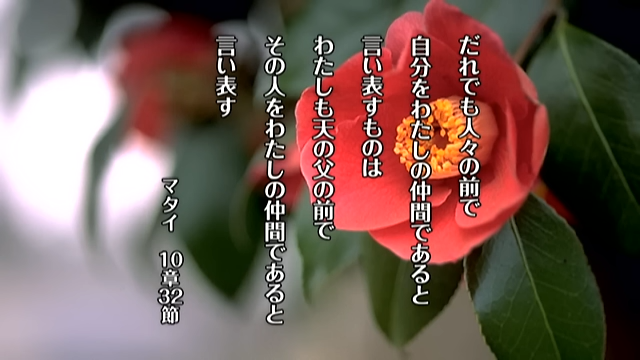 だれでも人々の前で
自分をわたしの仲間であると
言い表すものは
わたしも天の父の前で
その人をわたしの仲間であると
言い表す
マタイ 10章32節